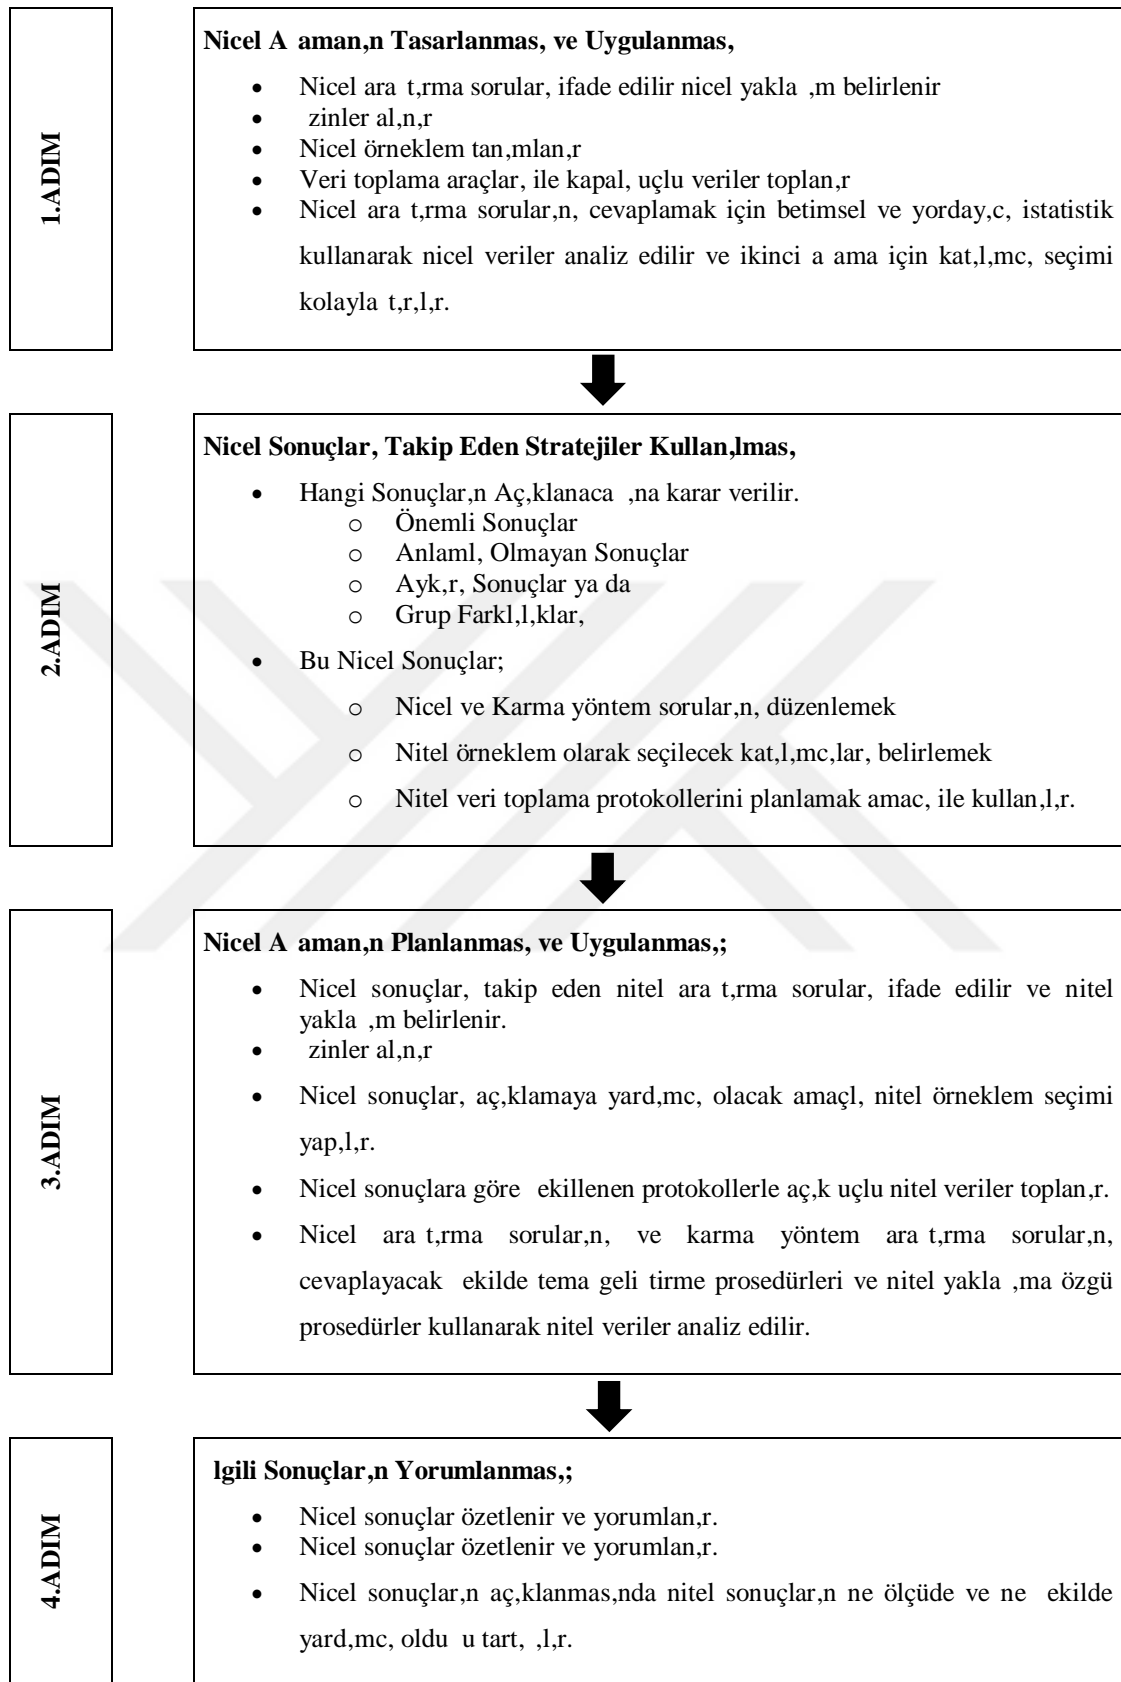 1.ADIM
Nicel A aman,n Tasarlanmas, ve Uygulanmas,
• Nicel ara t,rma sorular, ifade edilir nicel yakla ,m belirlenir
• zinler al,n,r
• Nicel örneklem tan,mlan,r
• Veri toplama araçlar, ile kapal, uçlu veriler toplan,r
• Nicel ara t,rma sorular,n, cevaplamak için betimsel ve yorday,c, istatistik
kullanarak nicel veriler analiz edilir ve ikinci a ama için kat,l,mc, seçimi
kolayla t,r,l,r.
2.ADIM
Nicel Sonuçlar, Takip Eden Stratejiler Kullan,lmas,
• Hangi Sonuçlar,n Aç,klanaca ,na karar verilir.
o Önemli Sonuçlar
o Anlaml, Olmayan Sonuçlar
o Ayk,r, Sonuçlar ya da
o Grup Farkl,l,klar,
• Bu Nicel Sonuçlar;
o Nicel ve Karma yöntem sorular,n, düzenlemek
o Nitel örneklem olarak seçilecek kat,l,mc,lar, belirlemek
o Nitel veri toplama protokollerini planlamak amac, ile kullan,l,r.
3.ADIM
Nicel A aman,n Planlanmas, ve Uygulanmas,;
• Nicel sonuçlar, takip eden nitel ara t,rma sorular, ifade edilir ve nitel
yakla ,m belirlenir.
• zinler al,n,r
• Nicel sonuçlar, aç,klamaya yard,mc, olacak amaçl, nitel örneklem seçimi
yap,l,r.
• Nicel sonuçlara göre ekillenen protokollerle aç,k uçlu nitel veriler toplan,r.
• Nicel ara t,rma sorular,n, ve karma yöntem ara t,rma sorular,n,
cevaplayacak ekilde tema geli tirme prosedürleri ve nitel yakla ,ma özgü
prosedürler kullanarak nitel veriler analiz edilir.
4.ADIM
lgili Sonuçlar,n Yorumlanmas,;
• Nicel sonuçlar özetlenir ve yorumlan,r.
• Nicel sonuçlar özetlenir ve yorumlan,r.
• Nicel sonuçlar,n aç,klanmas,nda nitel sonuçlar,n ne ölçüde ve ne ekilde
yard,mc, oldu u tart, ,l,r.